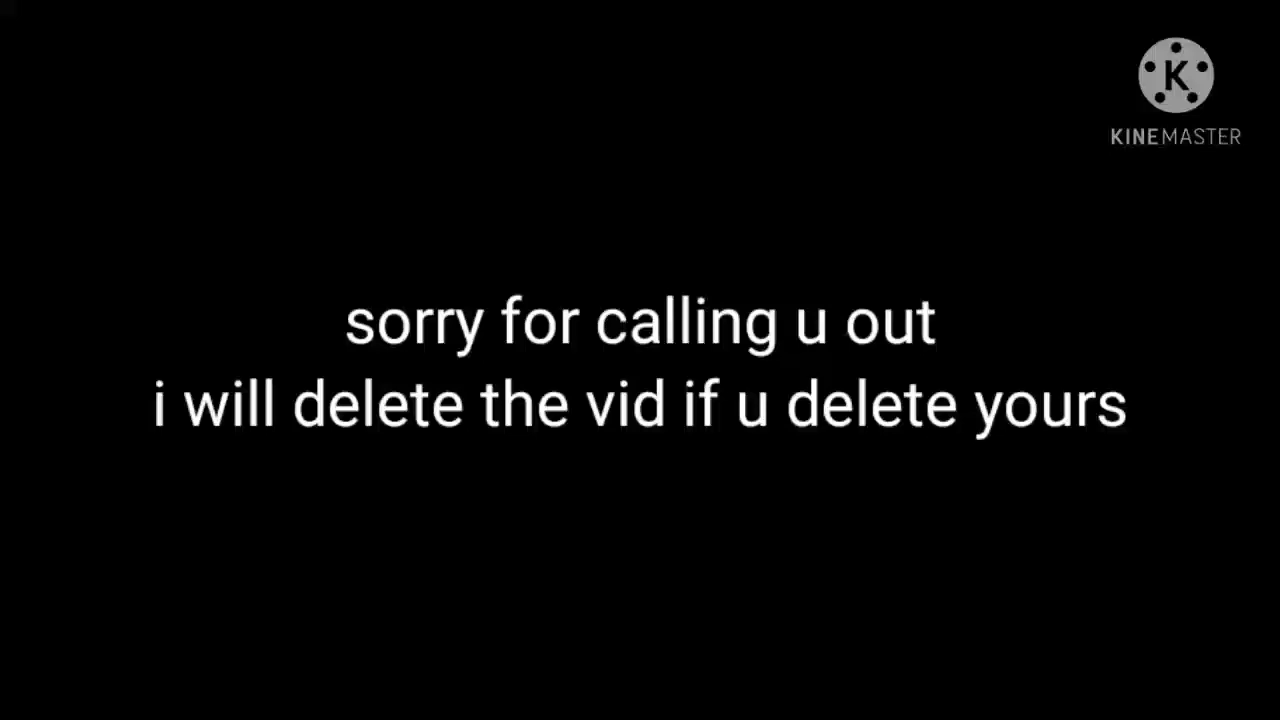 K
KINEMASTER
sorry for calling u out
i will delete the vid if u delete yours